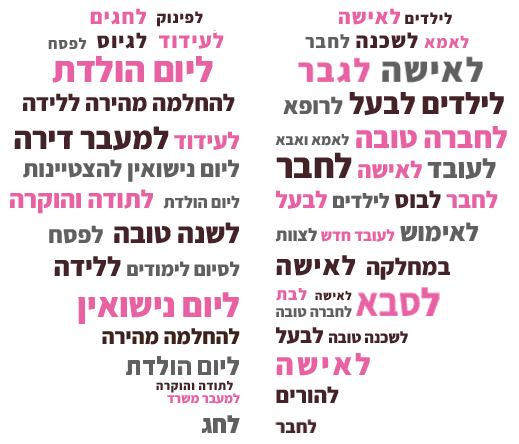 לילדים לאישה
לאמא לשכנה לחבר
לאישה לגבר
לילדים לבעל לרופא
לחברה טובה לאמא ואבא
לעובד לאישה לחבר
לחבר לבוס לילדים לבעל
לאימוש לעובד חדש לצוות
במחלקה לאישה
לסבא לאישה לבת
לחברה טובה
לשכנה טובה לבעל
לאישה
להורים
לחבר
לפינוק לחגים
לעידוד לגיוס לפסח
ליום הולדת
להחלמה מהירה ללידה
לעידוד למעבר דירה
ליום נישואין להצטיינות
ליום הולדת לתודה והוקרה
לשנה טובה לפסח
לסיום לימודים ללידה
ליום נישואין
להחלמה מהירה
ליום הולדת
לתודה והוקרה
למעבר משרד
לחג